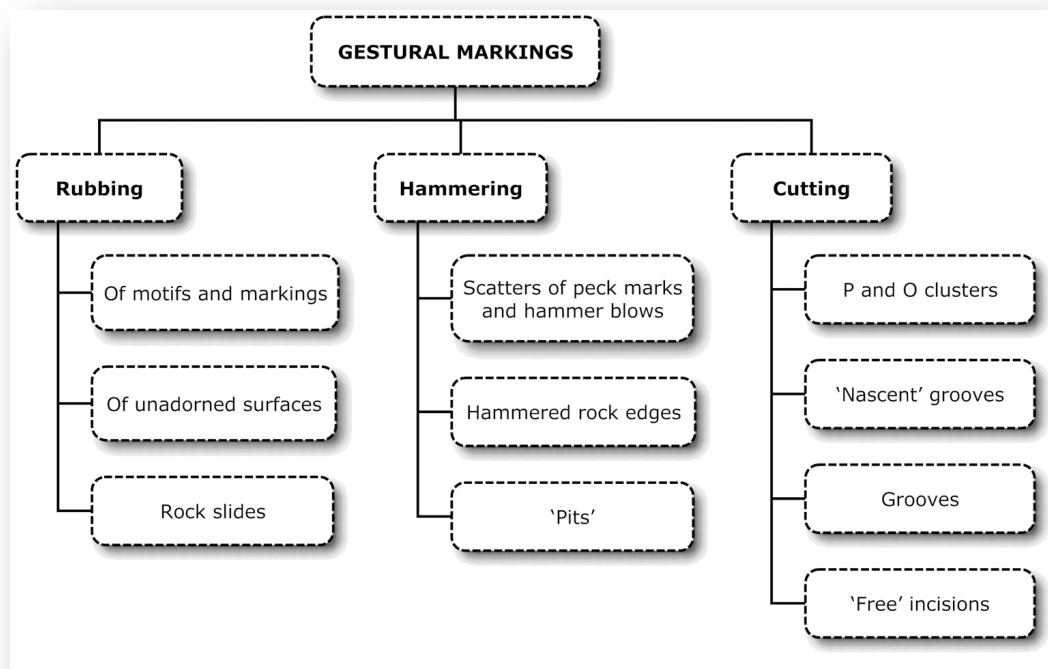 GESTURAL MARKINGS
Rubbing
Of motifs and markings
Of unadorned surfaces
Rock slides
Hammering
Scatters of peck marks
and hammer blows
Hammered rock edges
‘Pits’
Cutting
P and O clusters
‘Nascent’ grooves
Grooves
‘Free’ incisions